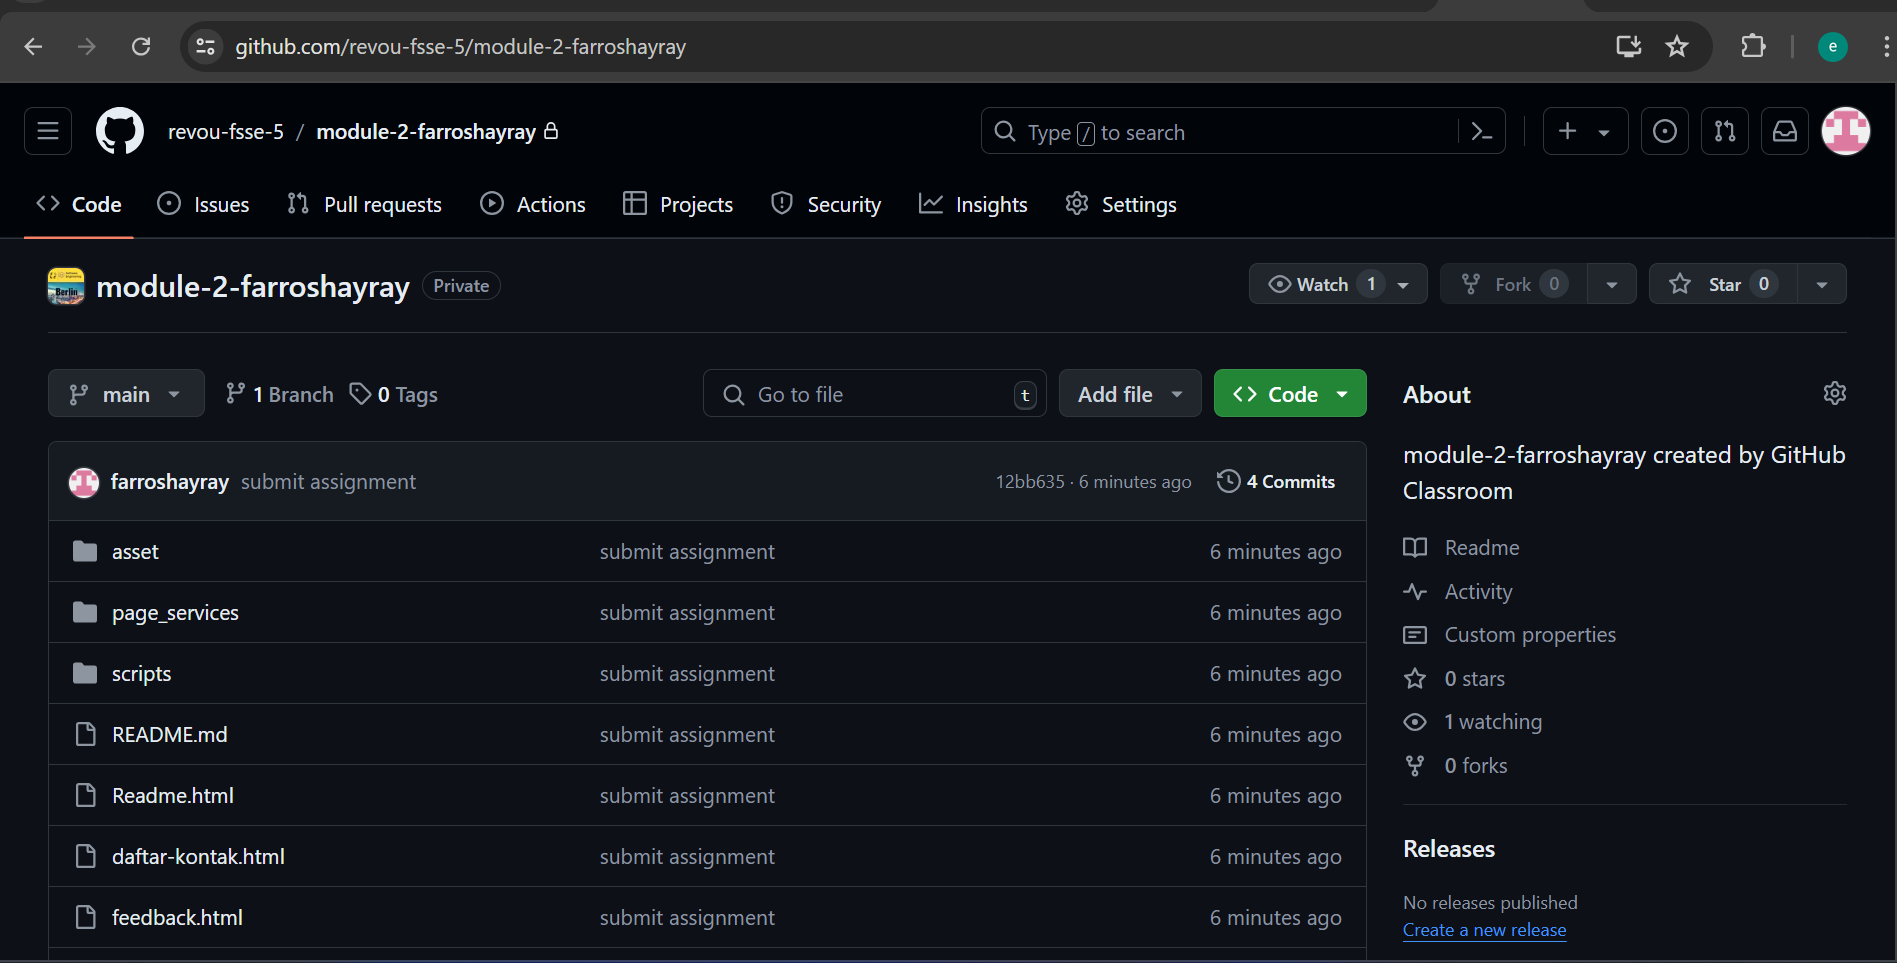 github.com/revou-fsse-5/module-2-farroshayray
e
revou-fsse-5 / module-2-farroshayray
Type / to search
Code Issues Pull requests Actions Projects Security Insights Settings
module-2-farroshayray Private
Watch 1 Fork 0 Star 0
main 1 Branch 0 Tags
Go to file t Add file Code
farroshayray submit assignment 12bb635 · 6 minutes ago 4 Commits
asset submit assignment 6 minutes ago
page_services submit assignment 6 minutes ago
scripts submit assignment 6 minutes ago
README.md submit assignment 6 minutes ago
Readme.html submit assignment 6 minutes ago
daftar-kontak.html submit assignment 6 minutes ago
feedback.html submit assignment 6 minutes ago
About
module-2-farroshayray created by GitHub
Classroom
Readme
Activity
Custom properties
0 stars
1 watching
0 forks
Releases
No releases published
Create a new release